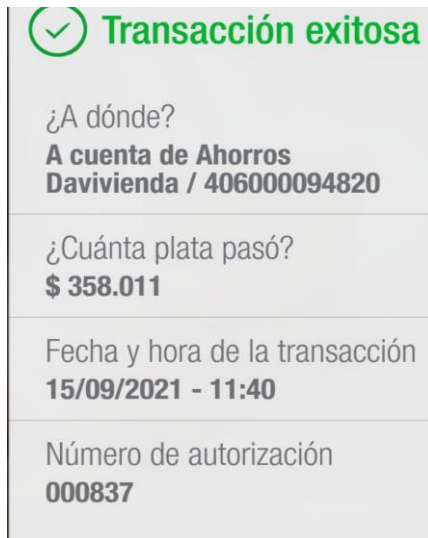 Transacción exitosa
¿A dónde?
A cuenta de Ahorros
Davivienda / 406000094820
¿Cuánta plata pasó?
$ 358.011
Fecha y hora de la transacción
15/09/2021 - 11:40
Número de autorización
000837